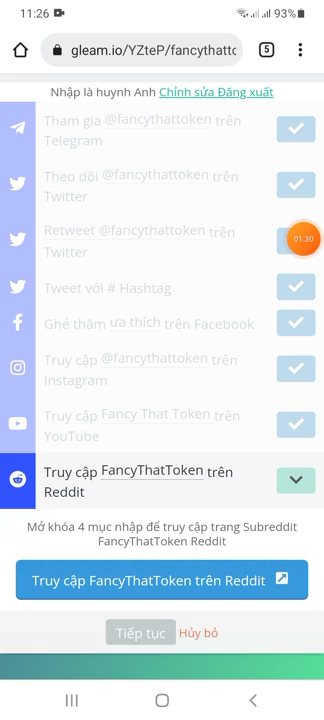 11:26 93%
gleam.io/YZteP/fancythattc 5
Nhập là huynh Anh Chỉnh sửa Đăng xuất
Tham gia @fancythattoken trên
Telegram
Theo dõi @fancythattoken trên
Twitter
Retweet @fancythattoken trên
Twitter
01:30
Tweet với # Hashtag
Ghé thăm ưa thích trên Facebook
Truy cập @fancythattoken trên
Instagram
Truy cập Fancy That Token trên
YouTube
Truy cập FancyThatToken trên
Reddit
Mở khóa 4 mục nhập để truy cập trang Subreddit
FancyThatToken Reddit
Truy cập FancyThatToken trên Reddit
Tiếp tục Hủy bỏ